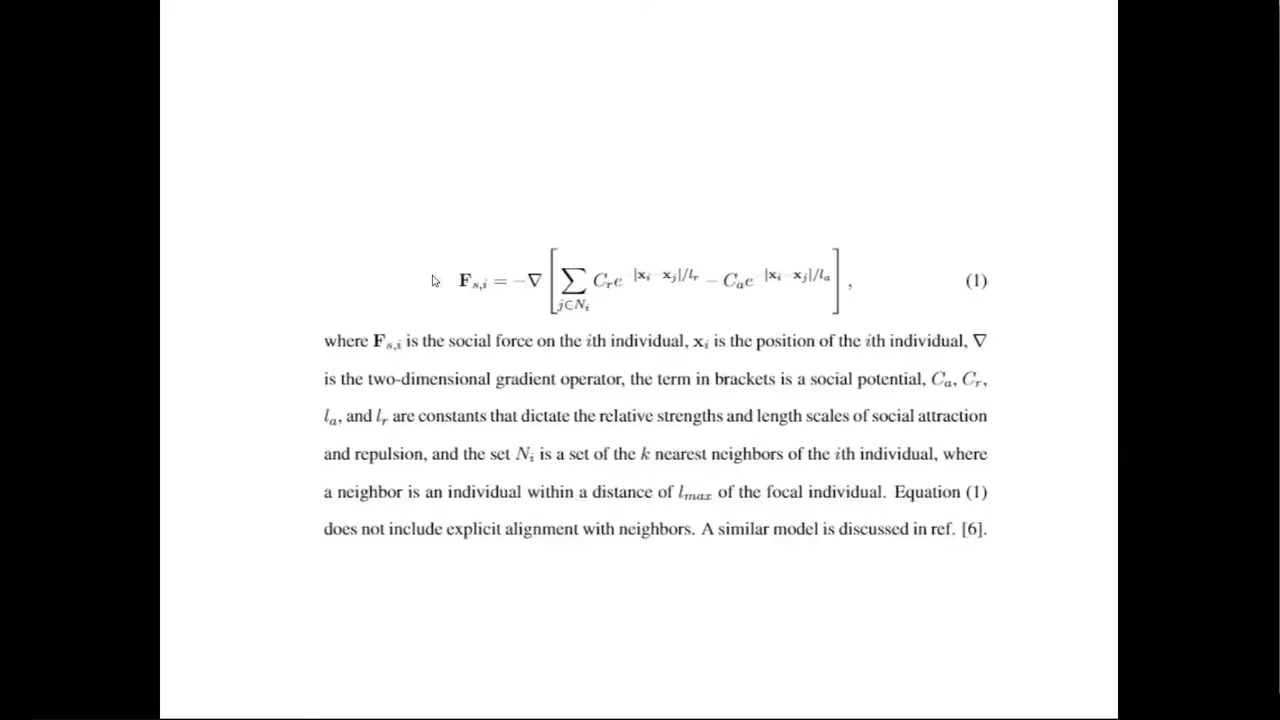 F_{s,i} = −∇ [ ∑_{j∈N_i} C_r e^{|x_i x_j|/l_r} − C_a e^{|x_i x_j|/l_a} ] , (1)
where F_{s,i} is the social force on the ith individual, x_i is the position of the ith individual, ∇
is the two-dimensional gradient operator, the term in brackets is a social potential, C_a, C_r,
l_a, and l_r are constants that dictate the relative strengths and length scales of social attraction
and repulsion, and the set N_i is a set of the k nearest neighbors of the ith individual, where
a neighbor is an individual within a distance of l_{max} of the focal individual. Equation (1)
does not include explicit alignment with neighbors. A similar model is discussed in ref. [6].